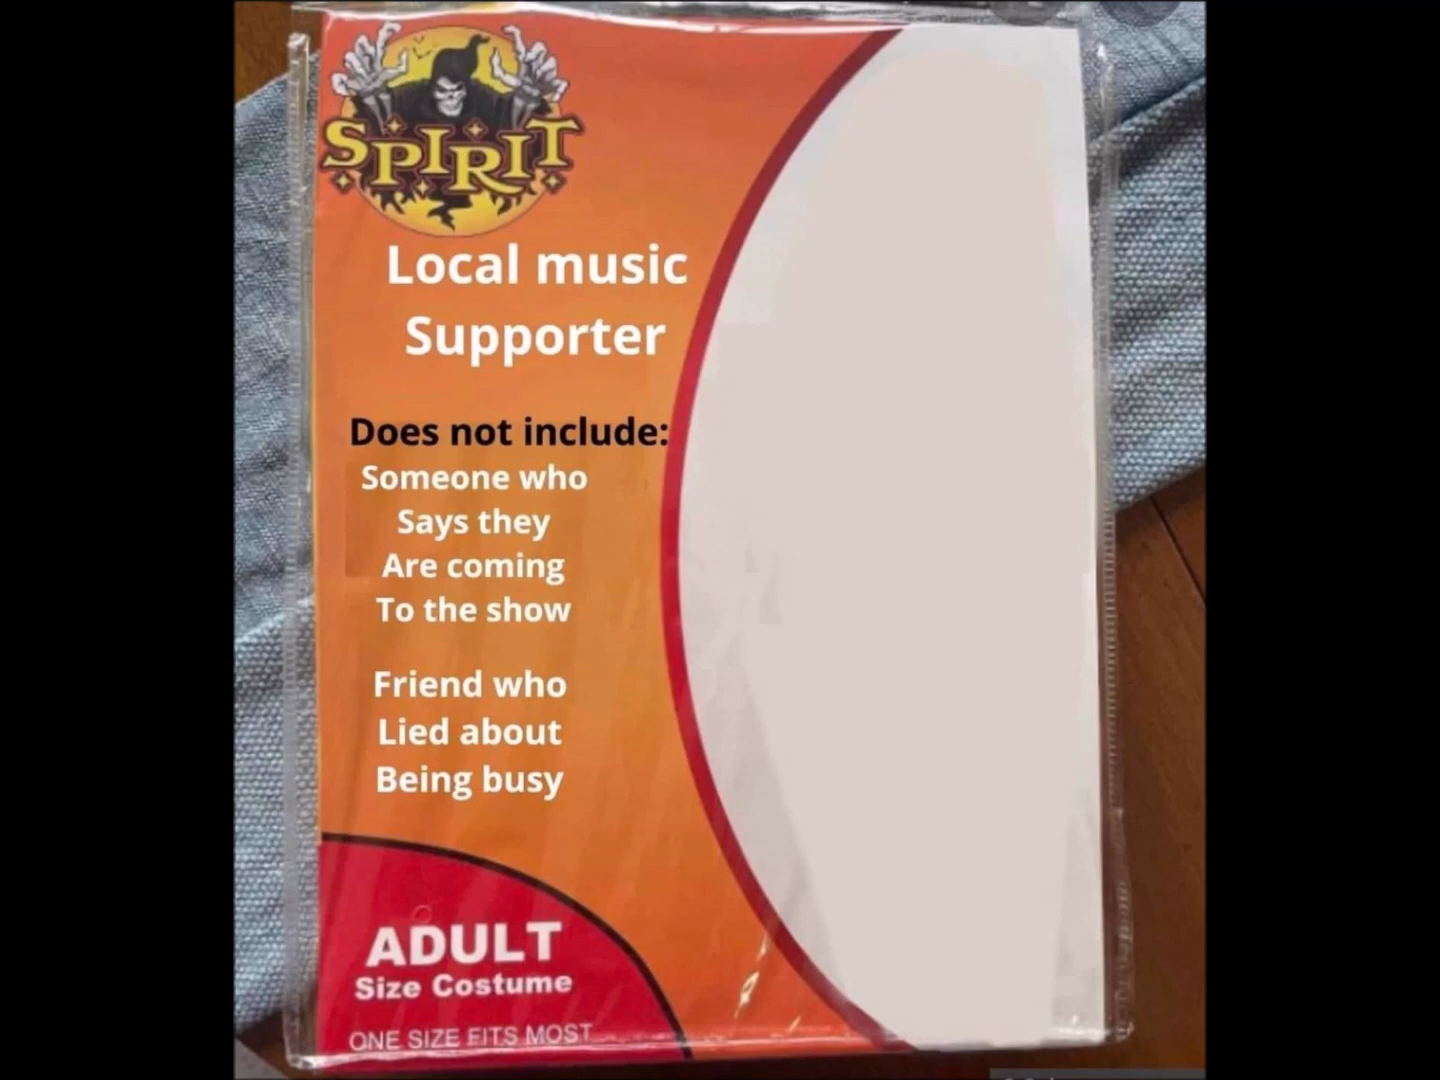 SPIRIT
Local music
Supporter
Does not include:
Someone who
Says they
Are coming
To the show
Friend who
Lied about
Being busy
ADULT
Size Costume
ONE SIZE FITS MOST